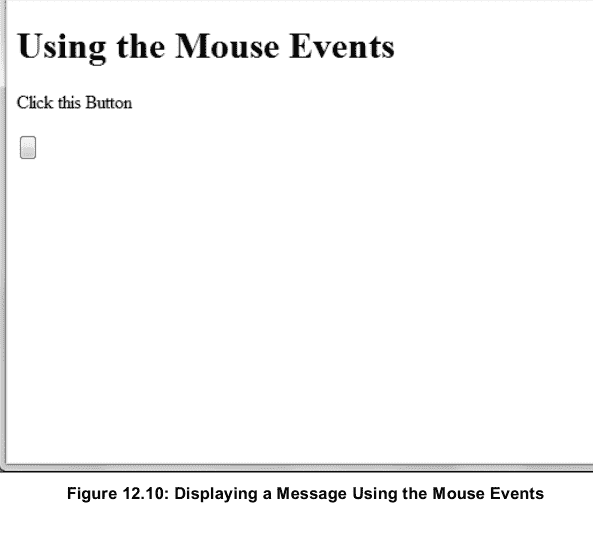 Using the Mouse Events
Click this Button
Figure 12.10: Displaying a Message Using the Mouse Events